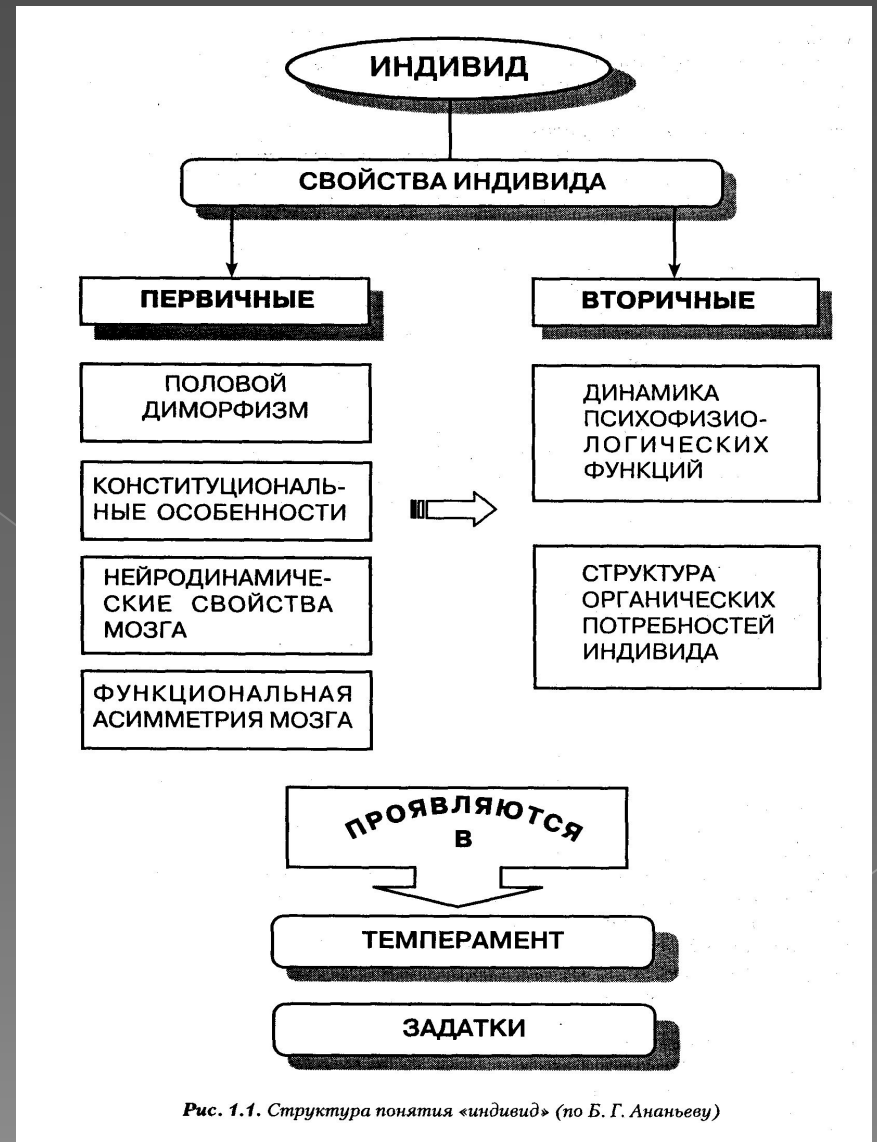 ИНДИВИД
СВОЙСТВА ИНДИВИДА
ПЕРВИЧНЫЕ
ПОЛОВОЙ
ДИМОРФИЗМ
КОНСТИТУЦИОНАЛЬ-
НЫЕ ОСОБЕННОСТИ
НЕЙРОДИНАМИЧЕ-
СКИЕ СВОЙСТВА
МОЗГА
ФУНКЦИОНАЛЬНАЯ
АСИММЕТРИЯ МОЗГА
ВТОРИЧНЫЕ
ДИНАМИКА
ПСИХОФИЗИО-
ЛОГИЧЕСКИХ
ФУНКЦИЙ
СТРУКТУРА
ОРГАНИЧЕСКИХ
ПОТРЕБНОСТЕЙ
ИНДИВИДА
ПРОЯВЛЯЮТСЯ
В
ТЕМПЕРАМЕНТ
ЗАДАТКИ
Рис. 1.1. Структура понятия «индивид» (по Б. Г. Ананьеву)